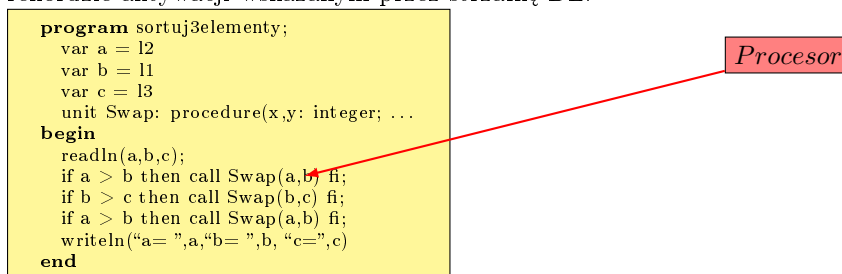 program sortuj3elementy;
var a = l2
var b = l1
var c = l3
unit Swap: procedure(x,y: integer; ...
begin
readln(a,b,c);
if a > b then call Swap(a,b) fi;
if b > c then call Swap(b,c) fi;
if a > b then call Swap(a,b) fi;
writeln(“a= ”,a,“b= ”,b, “c=”,c)
end
Procesor